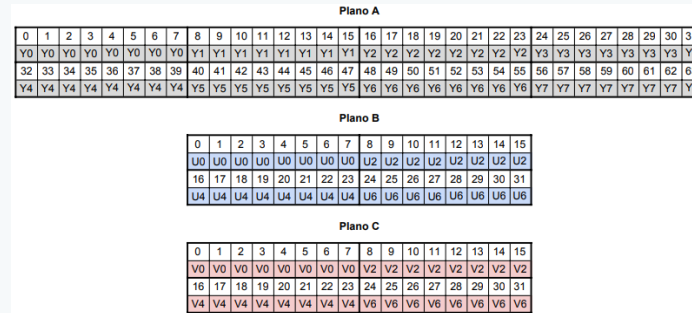 Plano A
0 1 2 3 4 5 6 7 8 9 10 11 12 13 14 15 16 17 18 19 20 21 22 23 24 25 26 27 28 29 30
Y0 Y0 Y0 Y0 Y0 Y0 Y0 Y0 Y1 Y1 Y1 Y1 Y1 Y1 Y1 Y1 Y2 Y2 Y2 Y2 Y2 Y2 Y2 Y2 Y3 Y3 Y3 Y3 Y3 Y3 Y3
32 33 34 35 36 37 38 39 40 41 42 43 44 45 46 47 48 49 50 51 52 53 54 55 56 57 58 59 60 61 62
Y4 Y4 Y4 Y4 Y4 Y4 Y4 Y4 Y5 Y5 Y5 Y5 Y5 Y5 Y5 Y5 Y6 Y6 Y6 Y6 Y6 Y6 Y6 Y6 Y7 Y7 Y7 Y7 Y7 Y7 Y7
Plano B
0 1 2 3 4 5 6 7 8 9 10 11 12 13 14 15
U0 U0 U0 U0 U0 U0 U0 U0 U2 U2 U2 U2 U2 U2 U2 U2
16 17 18 19 20 21 22 23 24 25 26 27 28 29 30 31
U4 U4 U4 U4 U4 U4 U4 U4 U6 U6 U6 U6 U6 U6 U6 U6
Plano C
0 1 2 3 4 5 6 7 8 9 10 11 12 13 14 15
V0 V0 V0 V0 V0 V0 V0 V0 V2 V2 V2 V2 V2 V2 V2 V2
16 17 18 19 20 21 22 23 24 25 26 27 28 29 30 31
V4 V4 V4 V4 V4 V4 V4 V4 V6 V6 V6 V6 V6 V6 V6 V6